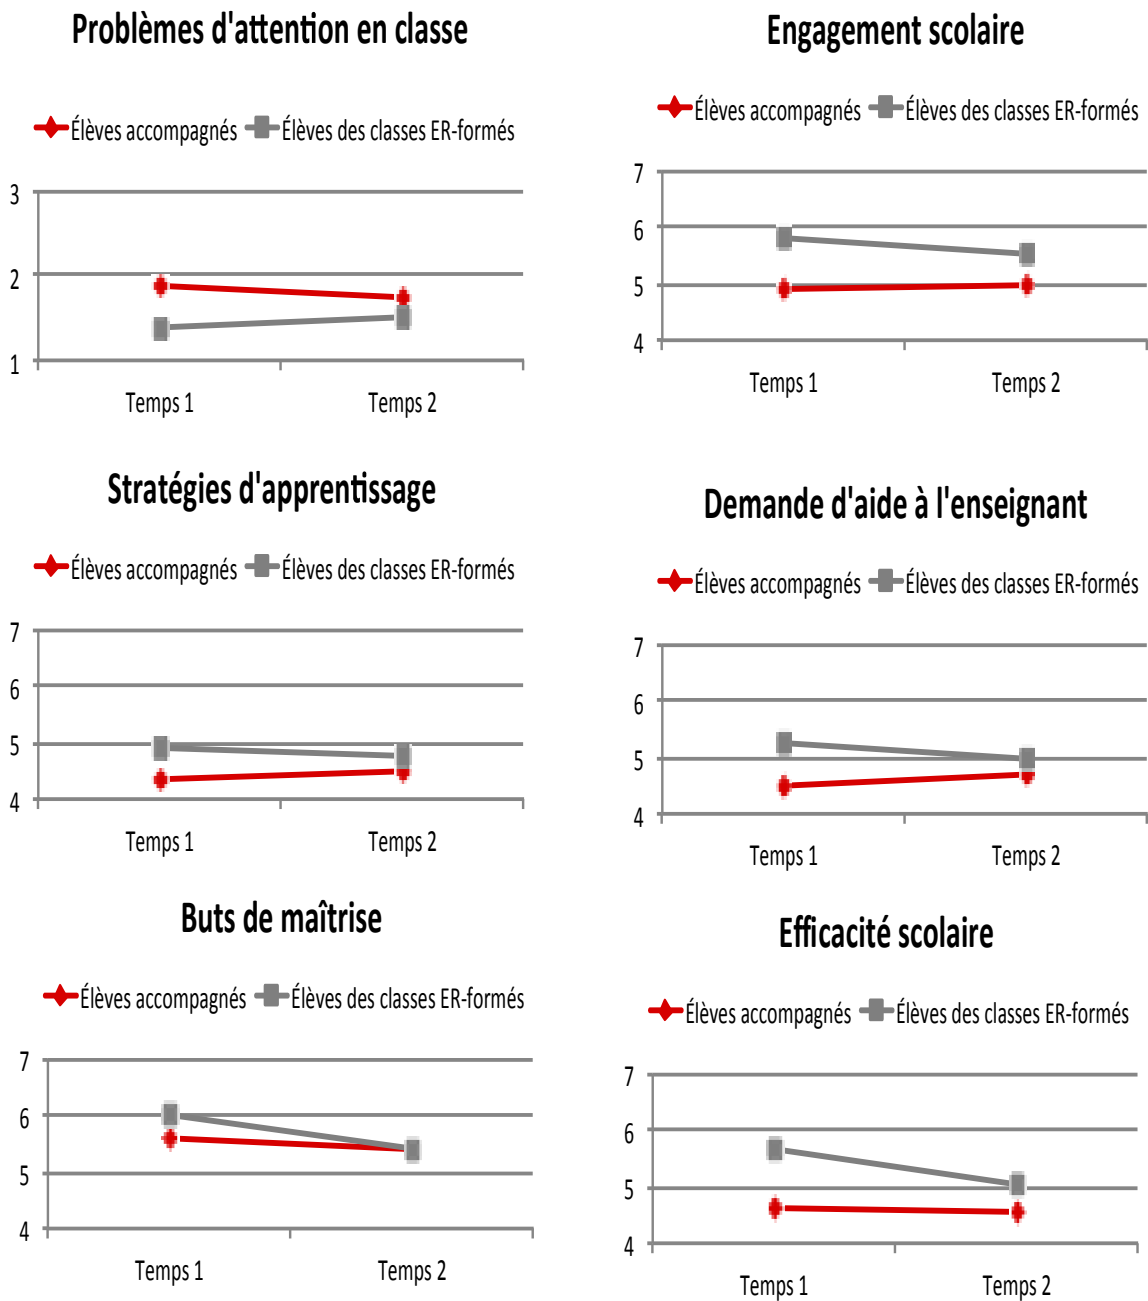 Problèmes d'attention en classe
Élèves accompagnés Élèves des classes ER-formés
3
2
1
Temps 1 Temps 2
Engagement scolaire
Élèves accompagnés Élèves des classes ER-formés
7
6
5
4
Temps 1 Temps 2
Stratégies d'apprentissage
Élèves accompagnés Élèves des classes ER-formés
7
6
5
4
Temps 1 Temps 2
Demande d'aide à l'enseignant
Élèves accompagnés Élèves des classes ER-formés
7
6
5
4
Temps 1 Temps 2
Buts de maîtrise
Élèves accompagnés Élèves des classes ER-formés
7
6
5
4
Temps 1 Temps 2
Efficacité scolaire
Élèves accompagnés Élèves des classes ER-formés
7
6
5
4
Temps 1 Temps 2